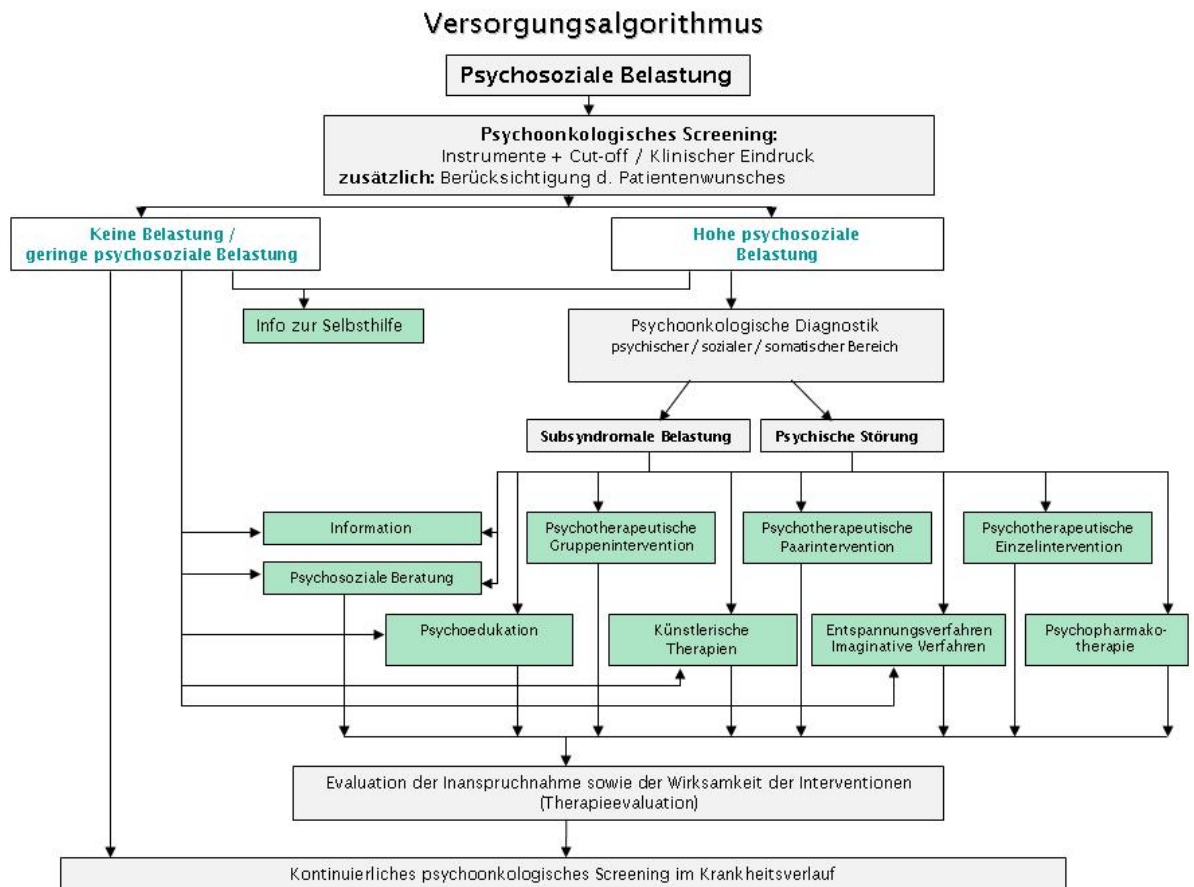 Versorgungsalgorithmus
Psychosoziale Belastung
Psychoonkologisches Screening:
Instrumente + Cut-off / Klinischer Eindruck
zusätzlich: Berücksichtigung d. Patientenwunsches
Keine Belastung /
geringe psychosoziale Belastung
Hohe psychosoziale
Belastung
Info zur Selbsthilfe
Psychoonkologische Diagnostik
psychischer / sozialer / somatischer Bereich
Subsyndromale Belastung
Psychische Störung
Information
Psychotherapeutische
Gruppenintervention
Psychotherapeutische
Paarintervention
Psychotherapeutische
Einzelintervention
Psychosoziale Beratung
Psychoedukation
Künstlerische
Therapien
Entspannungsverfahren
Imaginative Verfahren
Psychopharmako-
therapie
Evaluation der Inanspruchnahme sowie der Wirksamkeit der Interventionen
(Therapieevaluation)
Kontinuierliches psychoonkologisches Screening im Krankheitsverlauf